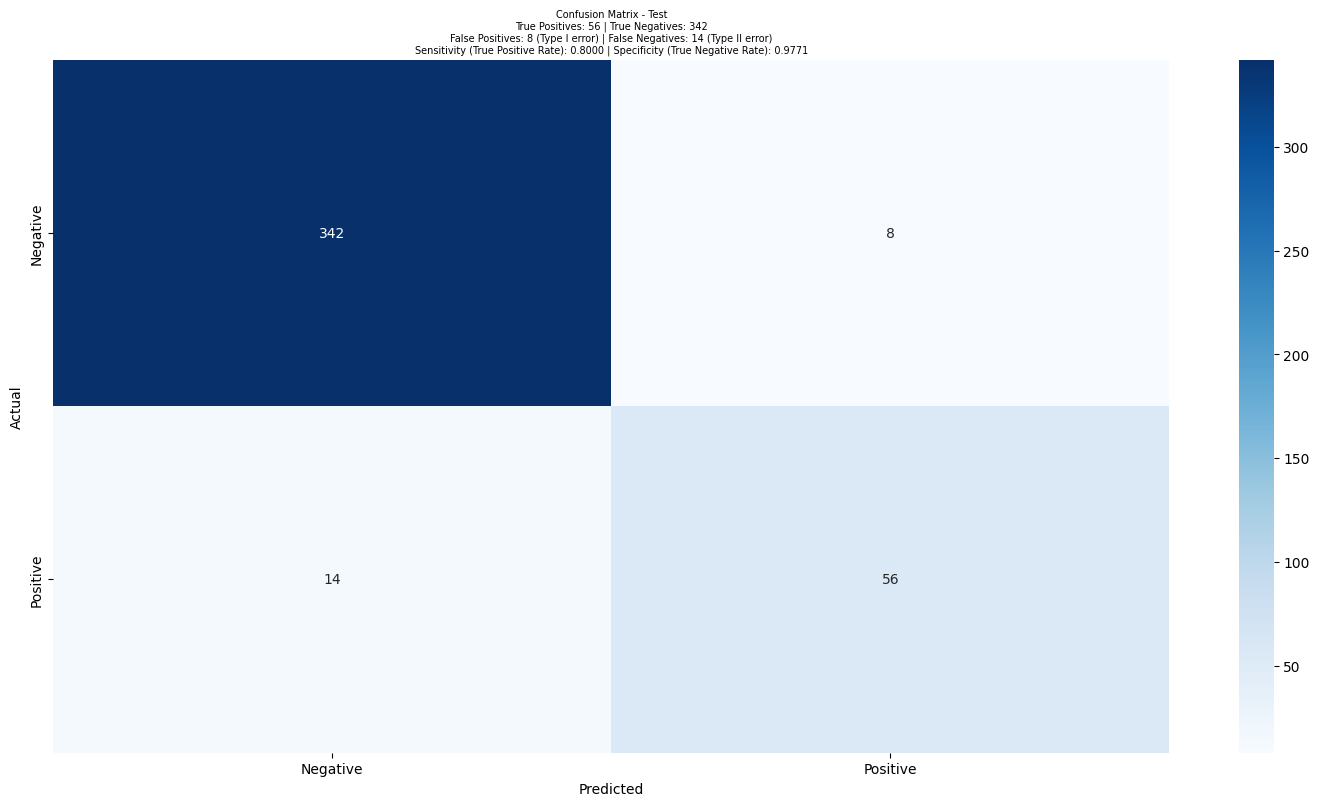 Confusion Matrix - Test
True Positives: 56 | True Negatives: 342
False Positives: 8 (Type I error) | False Negatives: 14 (Type II error)
Sensitivity (True Positive Rate): 0.8000 | Specificity (True Negative Rate): 0.9771
Actual
Negative
342
8
Positive
14
56
Negative
Positive
Predicted
300
250
200
150
100
50